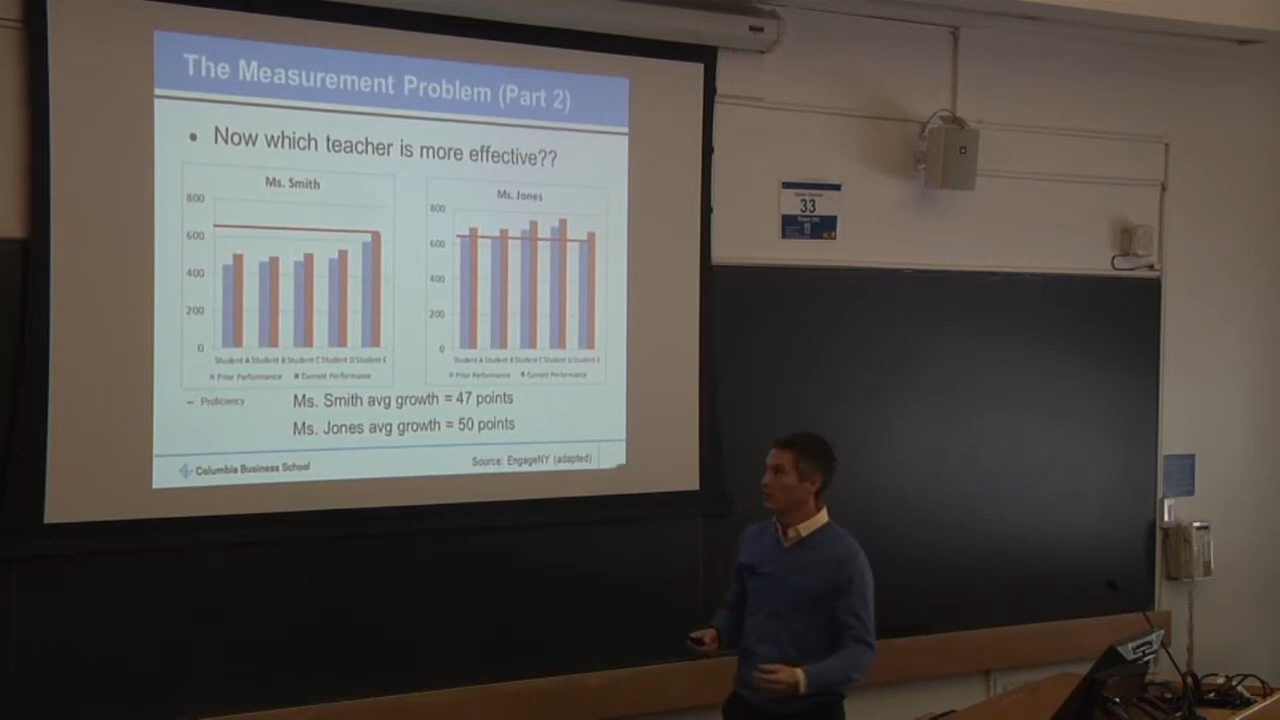 The Measurement Problem (Part 2)
• Now which teacher is more effective??
Ms. Smith
800
600
400
200
0
Student A Student B Student C Student D Student E
Prior Performance Current Performance
Ms. Jones
800
600
400
200
0
Student A Student B Student C Student D Student E
Prior Performance Current Performance
Proficiency
Ms. Smith avg growth = 47 points
Ms. Jones avg growth = 50 points
Columbia Business School
Source: EngageNY (adapted)
33